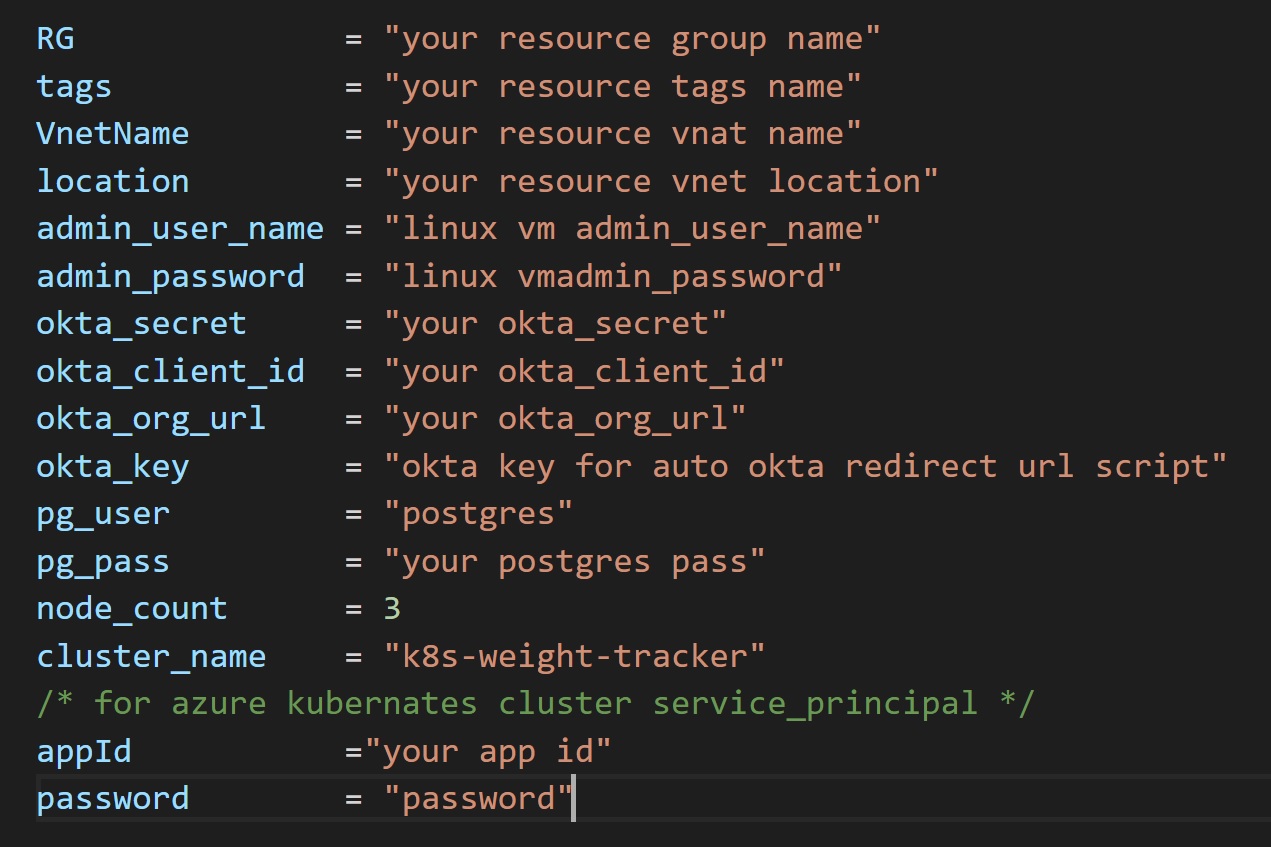 RG              = "your resource group name"
tags            = "your resource tags name"
VnetName        = "your resource vnat name"
location        = "your resource vnet location"
admin_user_name = "linux vm admin_user_name"
admin_password  = "linux vmadmin_password"
okta_secret     = "your okta_secret"
okta_client_id  = "your okta_client_id"
okta_org_url    = "your okta_org_url"
okta_key        = "okta key for auto okta redirect url script"
pg_user         = "postgres"
pg_pass         = "your postgres pass"
node_count      = 3
cluster_name    = "k8s-weight-tracker"
/* for azure kubernates cluster service_principal */
appId           ="your app id"
password        = "password"